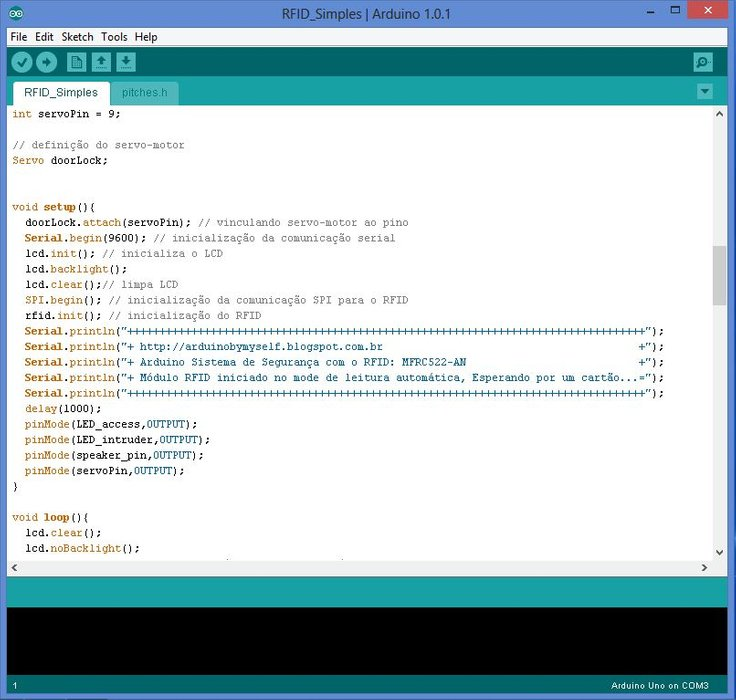 RFID_Simples | Arduino 1.0.1
File Edit Sketch Tools Help
RFID_Simples pitches.h
int servoPin = 9;
// definição do servo-motor
Servo doorLock;
void setup(){
doorLock.attach(servoPin); // vinculando servo-motor ao pino
Serial.begin(9600); // inicialização da comunicação serial
lcd.init(); // inicializa o LCD
lcd.backlight();
lcd.clear();// limpa LCD
SPI.begin(); // inicialização da comunicação SPI para o RFID
rfid.init(); // inicialização do RFID
Serial.println("+++++++++++++++++++++++++++++++++++++++++++++++++++++++++++++++++++++++++++++++");
Serial.println("+ http://arduinobymyself.blogspot.com.br +");
Serial.println("+ Arduino Sistema de Segurança com o RFID: MFRC522-AN +");
Serial.println("+ Módulo RFID iniciado no mode de leitura automática, Esperando por um cartão...=");
Serial.println("+++++++++++++++++++++++++++++++++++++++++++++++++++++++++++++++++++++++++++++++");
delay(1000);
pinMode(LED_access,OUTPUT);
pinMode(LED_intruder,OUTPUT);
pinMode(speaker_pin,OUTPUT);
pinMode(servoPin,OUTPUT);
}
void loop(){
lcd.clear();
lcd.noBacklight();
1
Arduino Uno on COM3